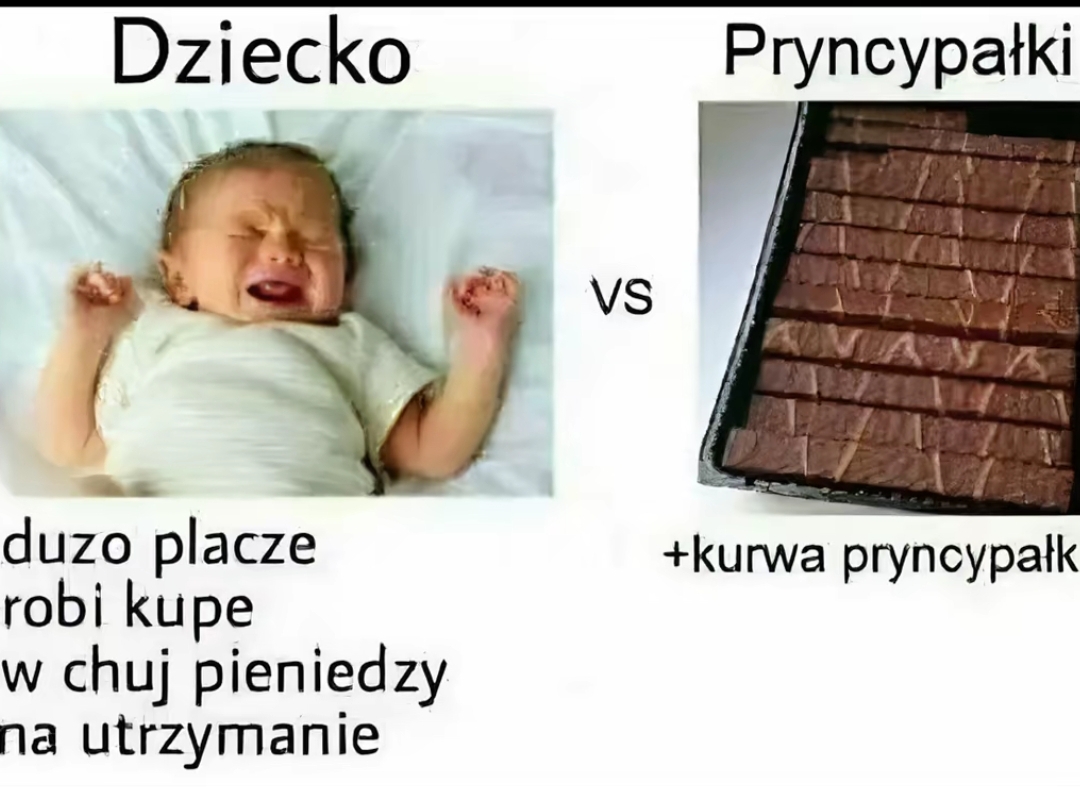 Dziecko
Pryncypałki
vs
duzo placze
robi kupe
w chuj pieniedzy
na utrzymanie
+kurwa pryncypałk